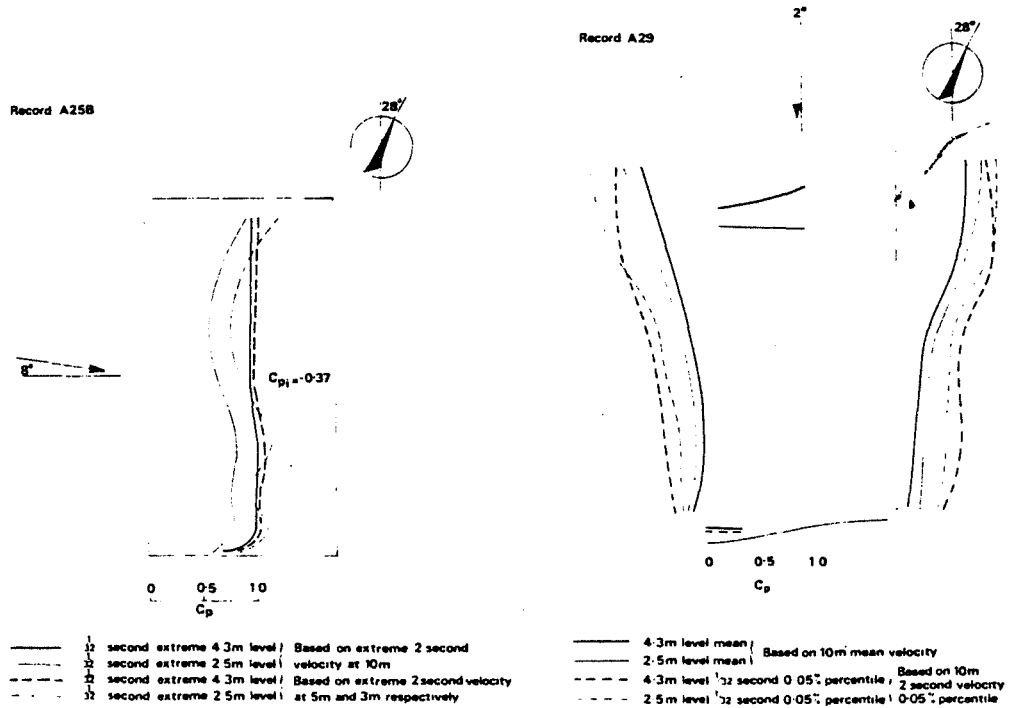 Record A25B
28°
8°
Cpi = -0·37
0 0·5 1·0
Cp
1/32 second extreme 4·3m level } Based on extreme 2 second
1/32 second extreme 2·5m level } velocity at 10m
1/32 second extreme 4·3m level } Based on extreme 2 second velocity
1/32 second extreme 2·5m level } at 5m and 3m respectively
Record A29
2°
28°
0 0·5 1·0
Cp
4·3m level mean } Based on 10m mean velocity
2·5m level mean }
4·3m level 1/32 second 0·05% percentile } Based on 10m
2 second velocity
2·5m level 1/32 second 0·05% percentile } 0·05% percentile